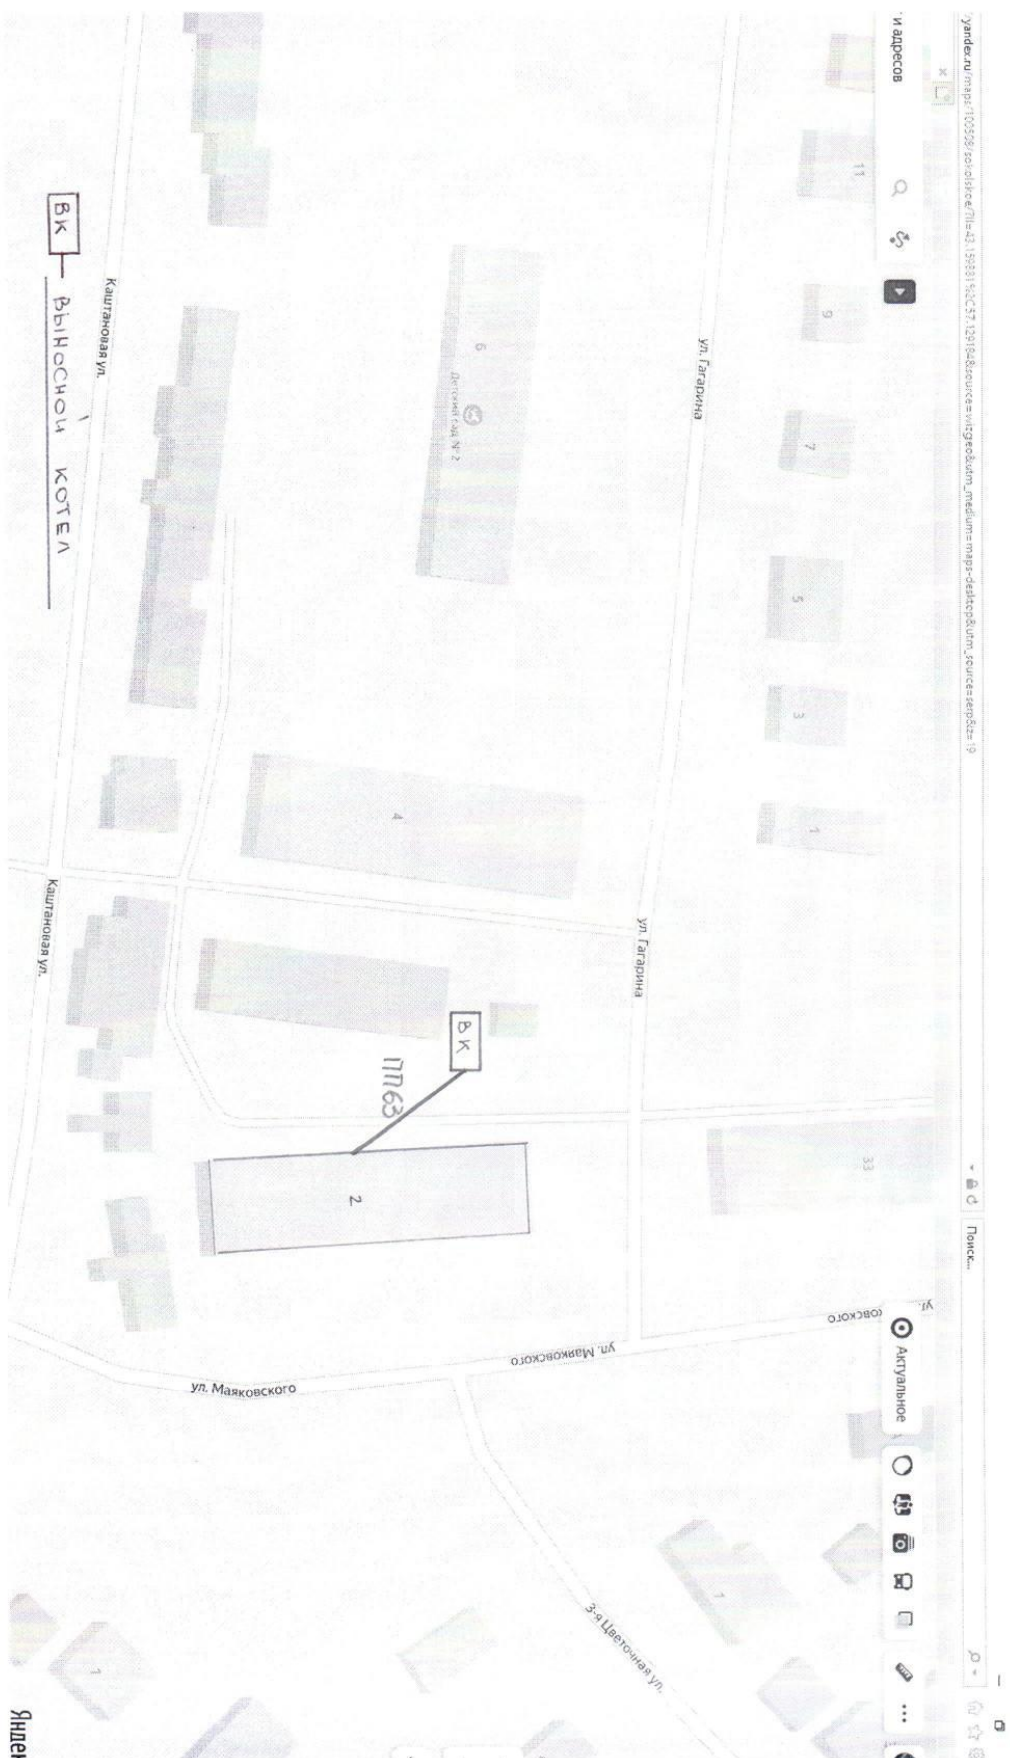 и адресов
11
9
7
5
3
1
ул. Гагарина
ул. Гагарина
6
Детский сад № 2
4
ВК
ПП63
2
33
Каштановая ул.
Каштановая ул.
ВК — ВЫНОСНОЙ КОТЕЛ
Поиск...
Актуальное
ул. Маяковского
ул. Маяковского
3-я Цветочная ул.
1
1